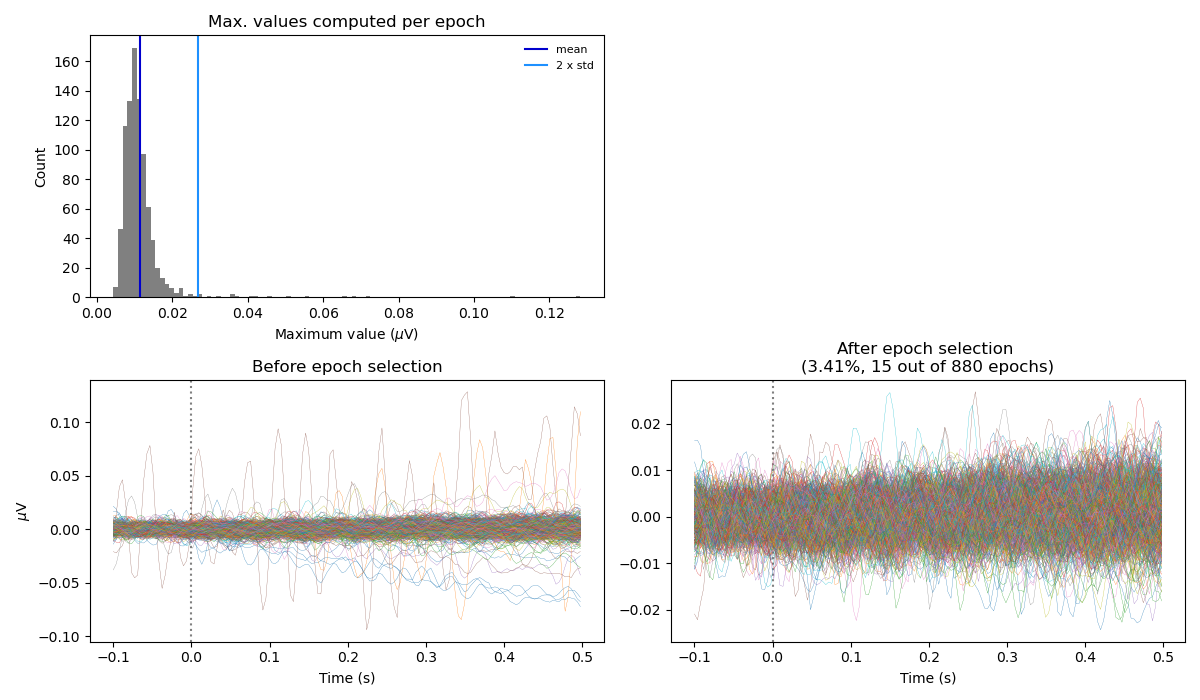 Max. values computed per epoch
mean
2 x std
Count
160
140
120
100
80
60
40
20
0
0.00 0.02 0.04 0.06 0.08 0.10 0.12
Maximum value (μV)
Before epoch selection
μV
0.10
0.05
0.00
−0.05
−0.10
−0.1 0.0 0.1 0.2 0.3 0.4 0.5
Time (s)
After epoch selection
(3.41%, 15 out of 880 epochs)
0.02
0.01
0.00
−0.01
−0.02
−0.1 0.0 0.1 0.2 0.3 0.4 0.5
Time (s)